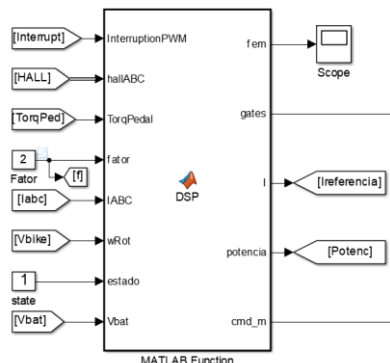 [Interrupt]
InterruptionPWM
fem
Scope
[HALL]
hallABC
gates
[TorqPed]
TorqPedal
2
Fator
fator
[f]
DSP
I
[Ireferencia]
[Iabc]
IABC
[Vbike]
wRot
potencia
[Potenc]
1
state
estado
[Vbat]
Vbat
cmd_m
MATLAB Function